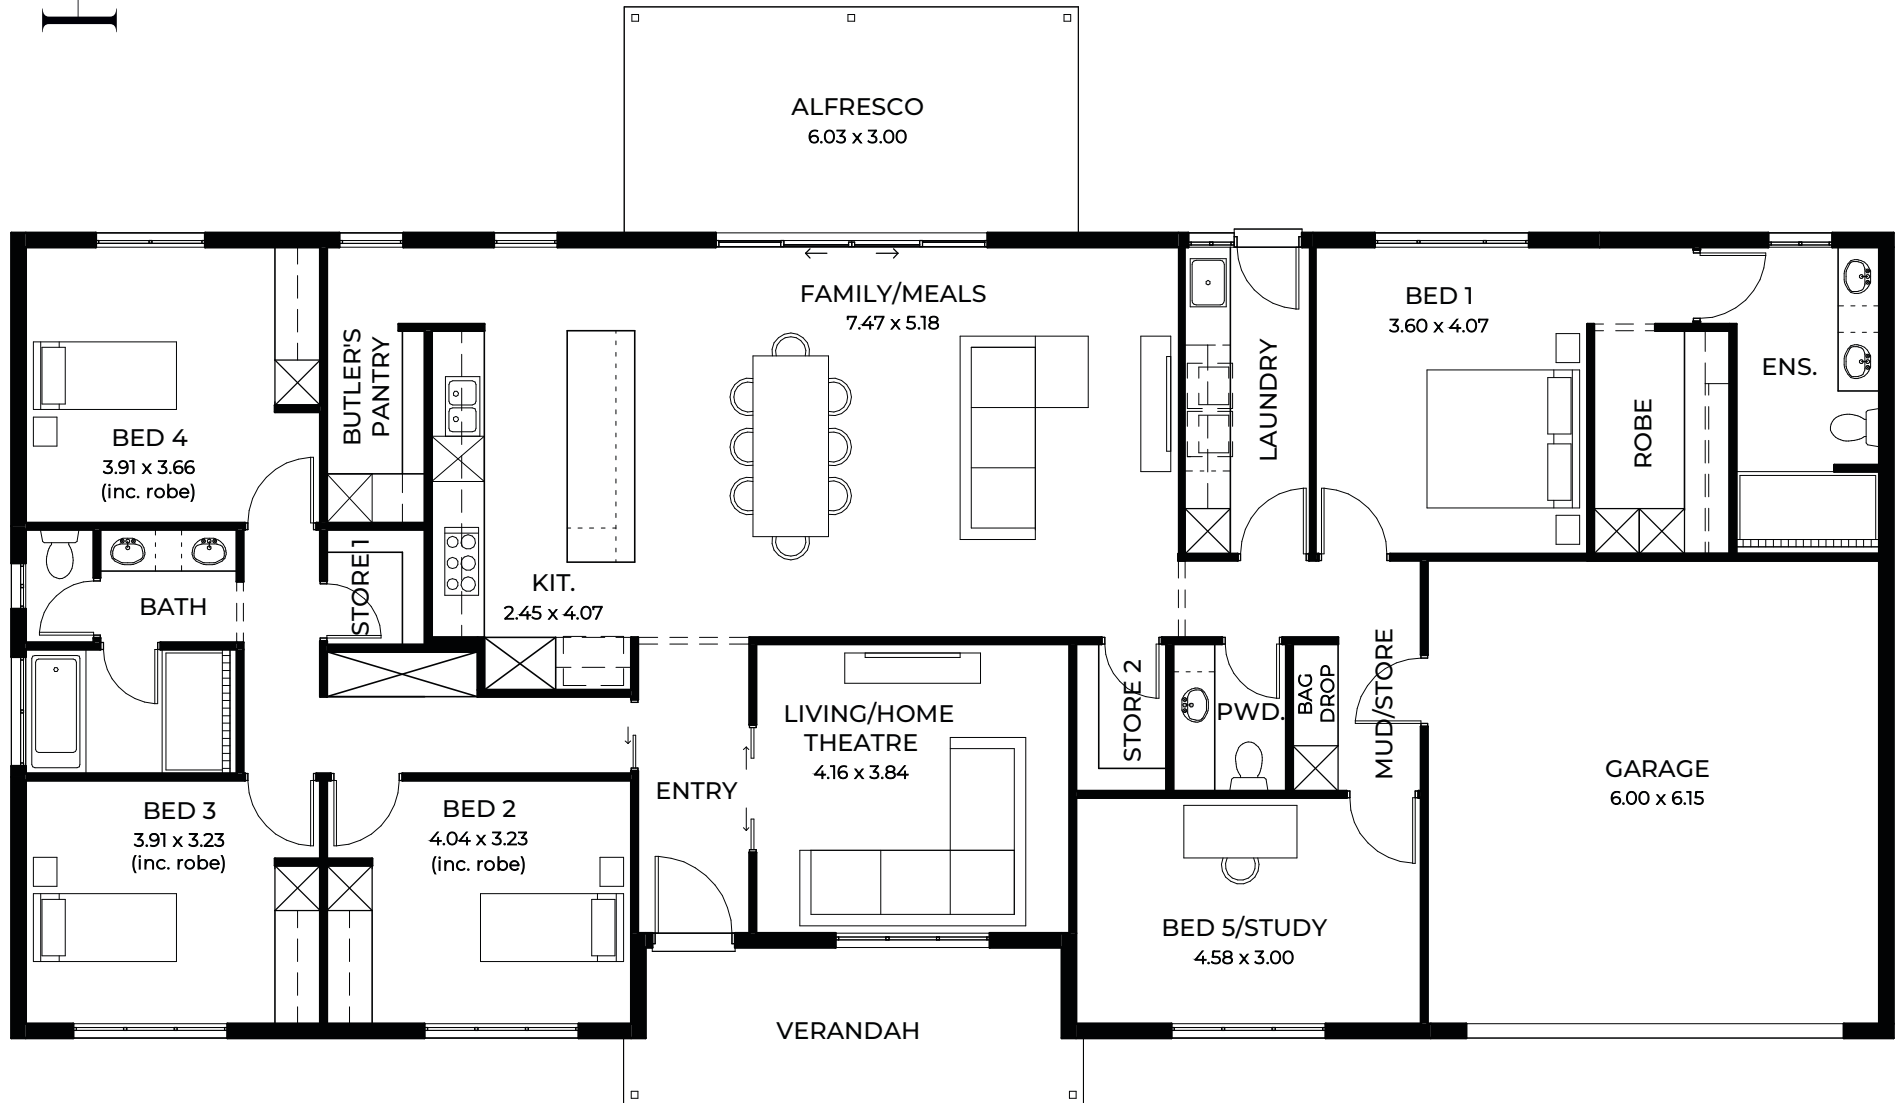 ALFRESCO
6.03 x 3.00
FAMILY/MEALS
7.47 x 5.18
BED 1
3.60 x 4.07
ENS.
ROBE
LAUNDRY
BUTLER'S
PANTRY
BED 4
3.91 x 3.66
(inc. robe)
BATH
STORE 1
KIT.
2.45 x 4.07
LIVING/HOME
THEATRE
4.16 x 3.84
STORE 2
PWD.
BAG
DROP
MUD/STORE
GARAGE
6.00 x 6.15
ENTRY
BED 3
3.91 x 3.23
(inc. robe)
BED 2
4.04 x 3.23
(inc. robe)
BED 5/STUDY
4.58 x 3.00
VERANDAH